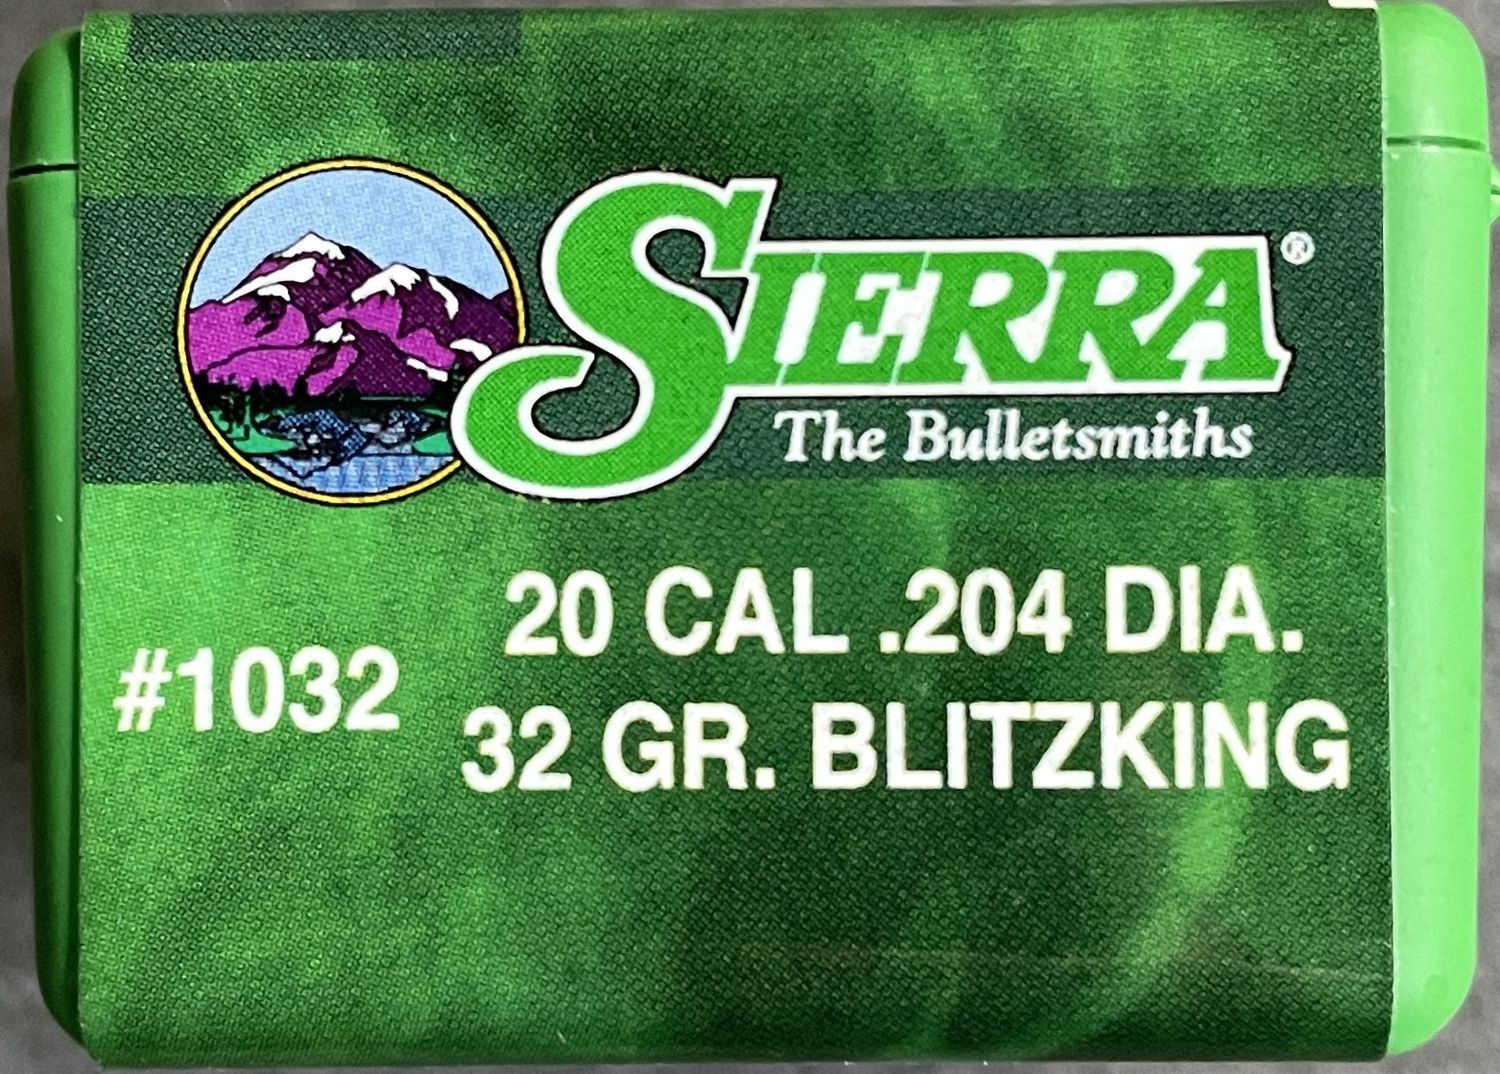 SIERRA®
The Bulletsmiths
20 CAL .204 DIA.
#1032
32 GR. BLITZKING